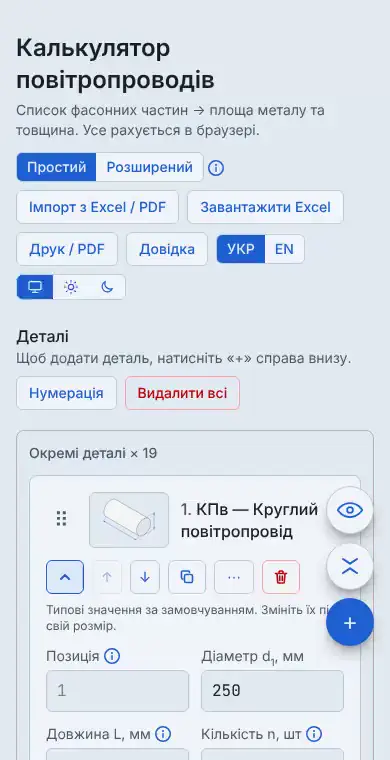 Калькулятор
повітропроводів
Список фасонних частин → площа металу та
товщина. Усе рахується в браузері.
Простий Розширений
Імпорт з Excel / PDF Завантажити Excel
Друк / PDF Довідка УКР EN
Деталі
Щоб додати деталь, натисніть «+» справа внизу.
Нумерація Видалити всі
Окремі деталі × 19
1. КПв — Круглий
повітропровід
Типові значення за замовчуванням. Змініть їх
свій розмір.
Позиція Діаметр d₁, мм
1 250
Довжина L, мм Кількість n, шт